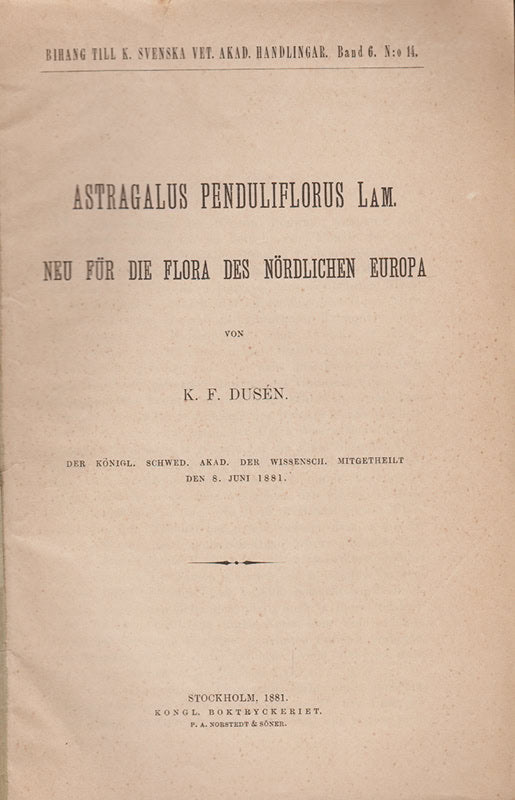 BIHANG TILL K. SVENSKA VET. AKAD. HANDLINGAR. Band 6. N:o 14.
ASTRAGALUS PENDULIFLORUS LAM.
NEU FÜR DIE FLORA DES NÖRDLICHEN EUROPA
VON
K. F. DUSÉN.
DER KÖNIGL. SCHWED. AKAD. DER WISSENSCH. MITGETHEILT
DEN 8. JUNI 1881.
STOCKHOLM, 1881.
KONGL. BOKTRYCKERIET.
P. A. NORSTEDT & SÖNER.